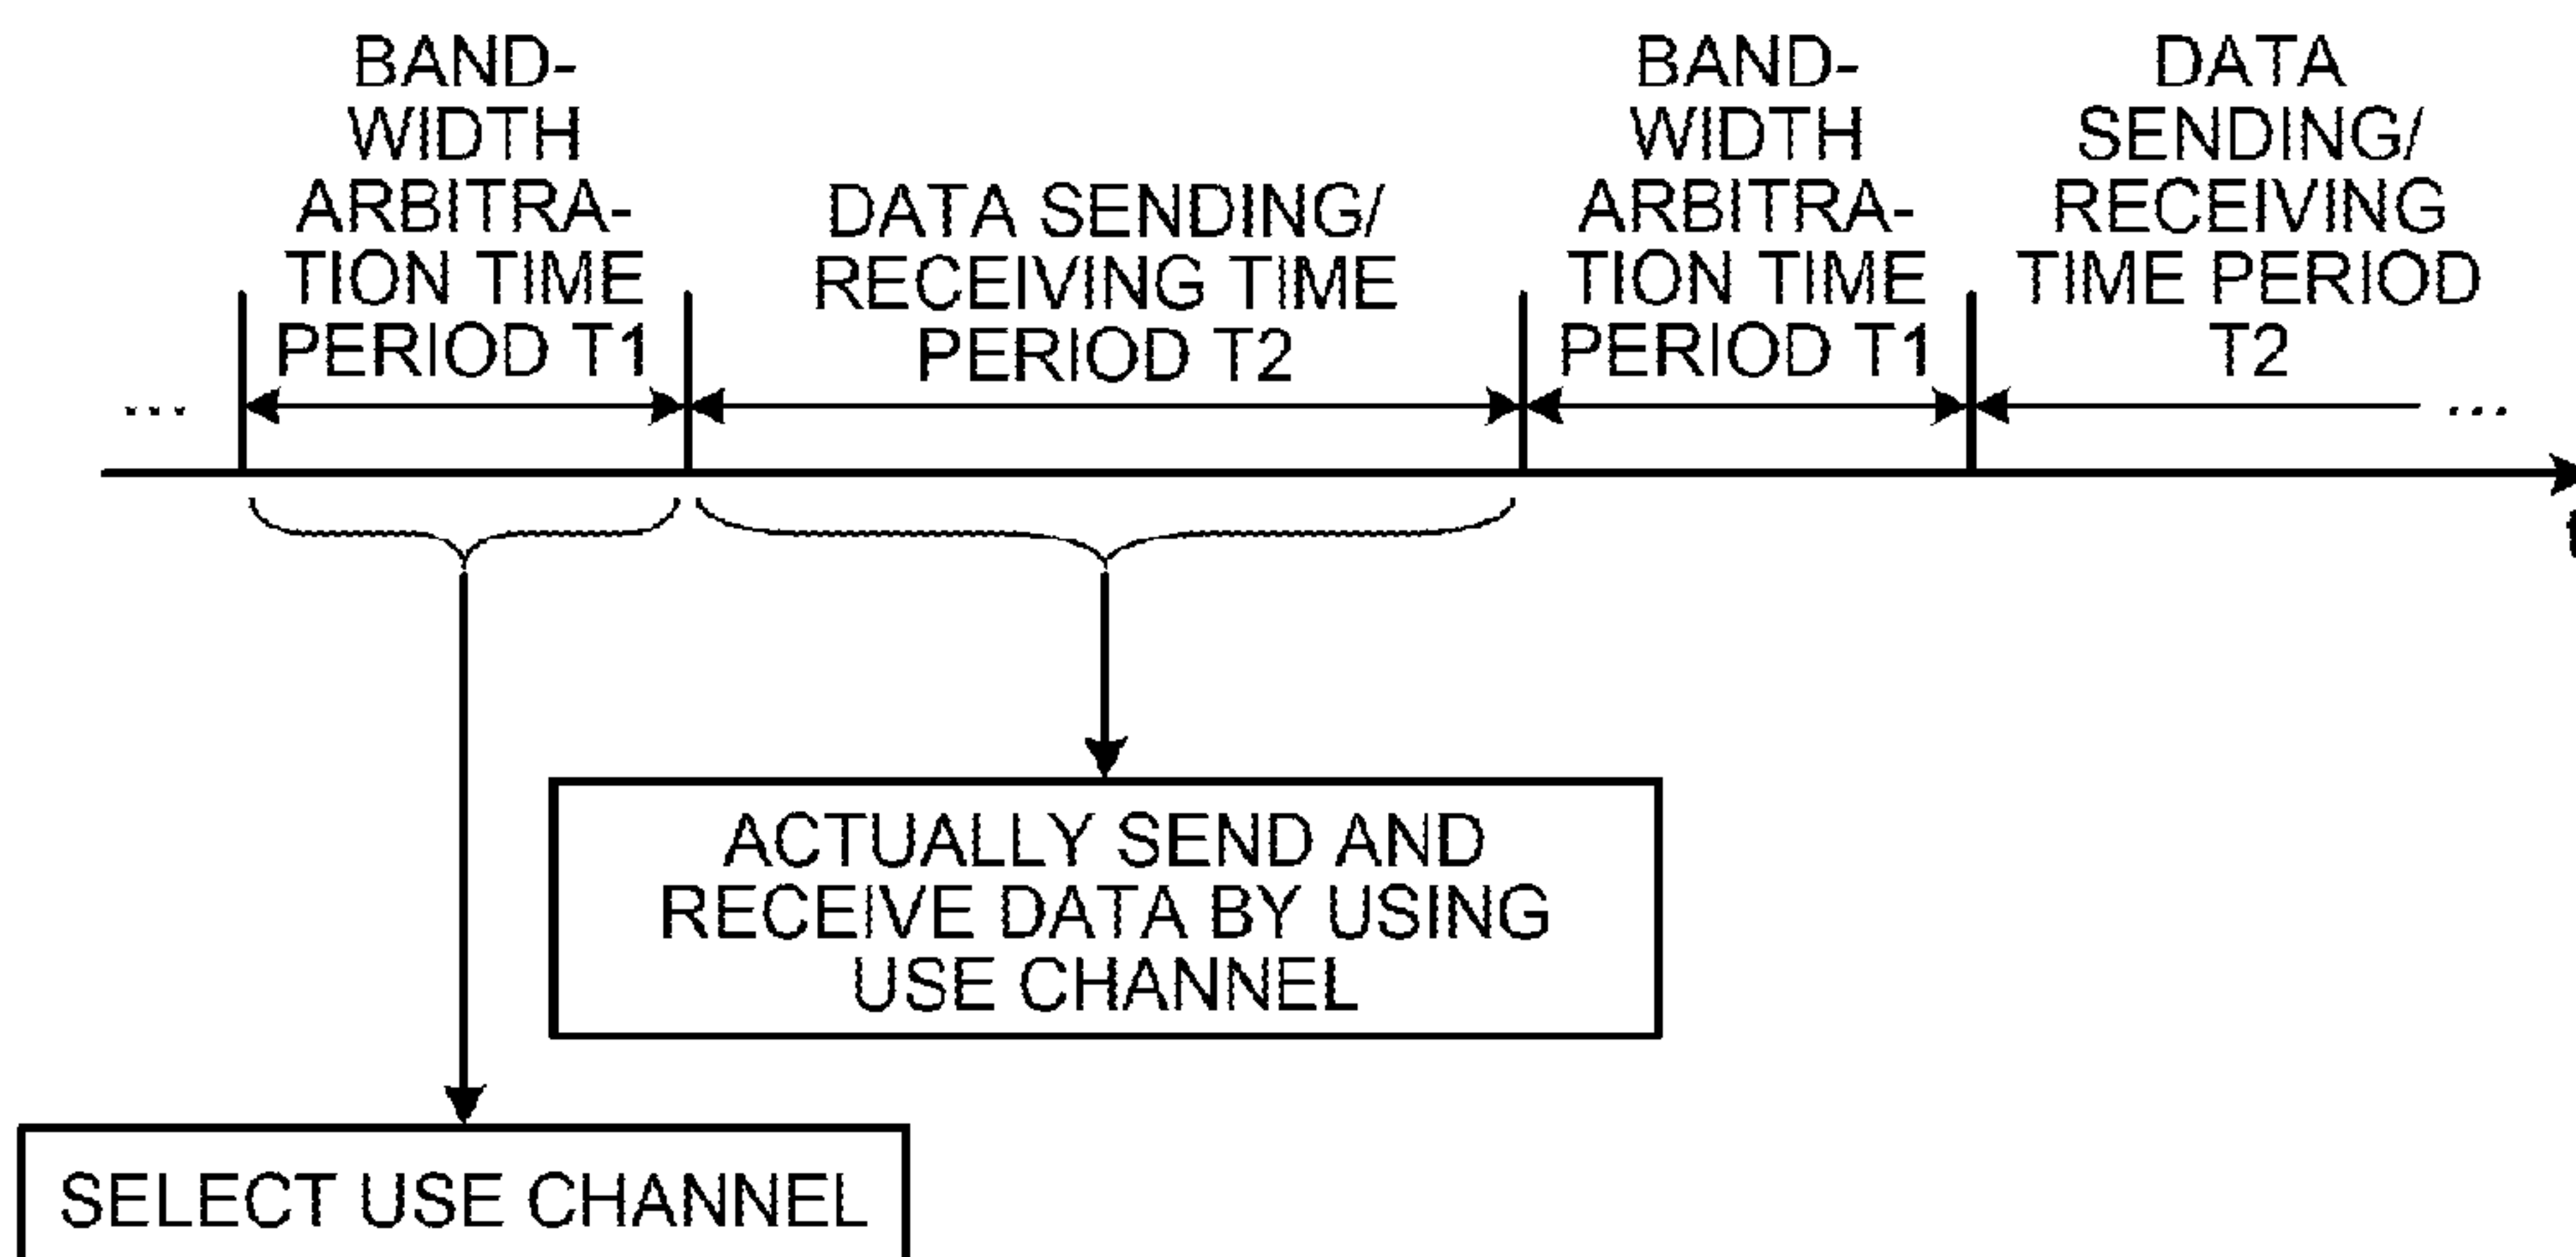 BAND-
WIDTH
ARBITRA-
TION TIME
PERIOD T1
DATA SENDING/
RECEIVING TIME
PERIOD T2
BAND-
WIDTH
ARBITRA-
TION TIME
PERIOD T1
DATA
SENDING/
RECEIVING
TIME PERIOD
T2
...
...
ACTUALLY SEND AND
RECEIVE DATA BY USING
USE CHANNEL
SELECT USE CHANNEL